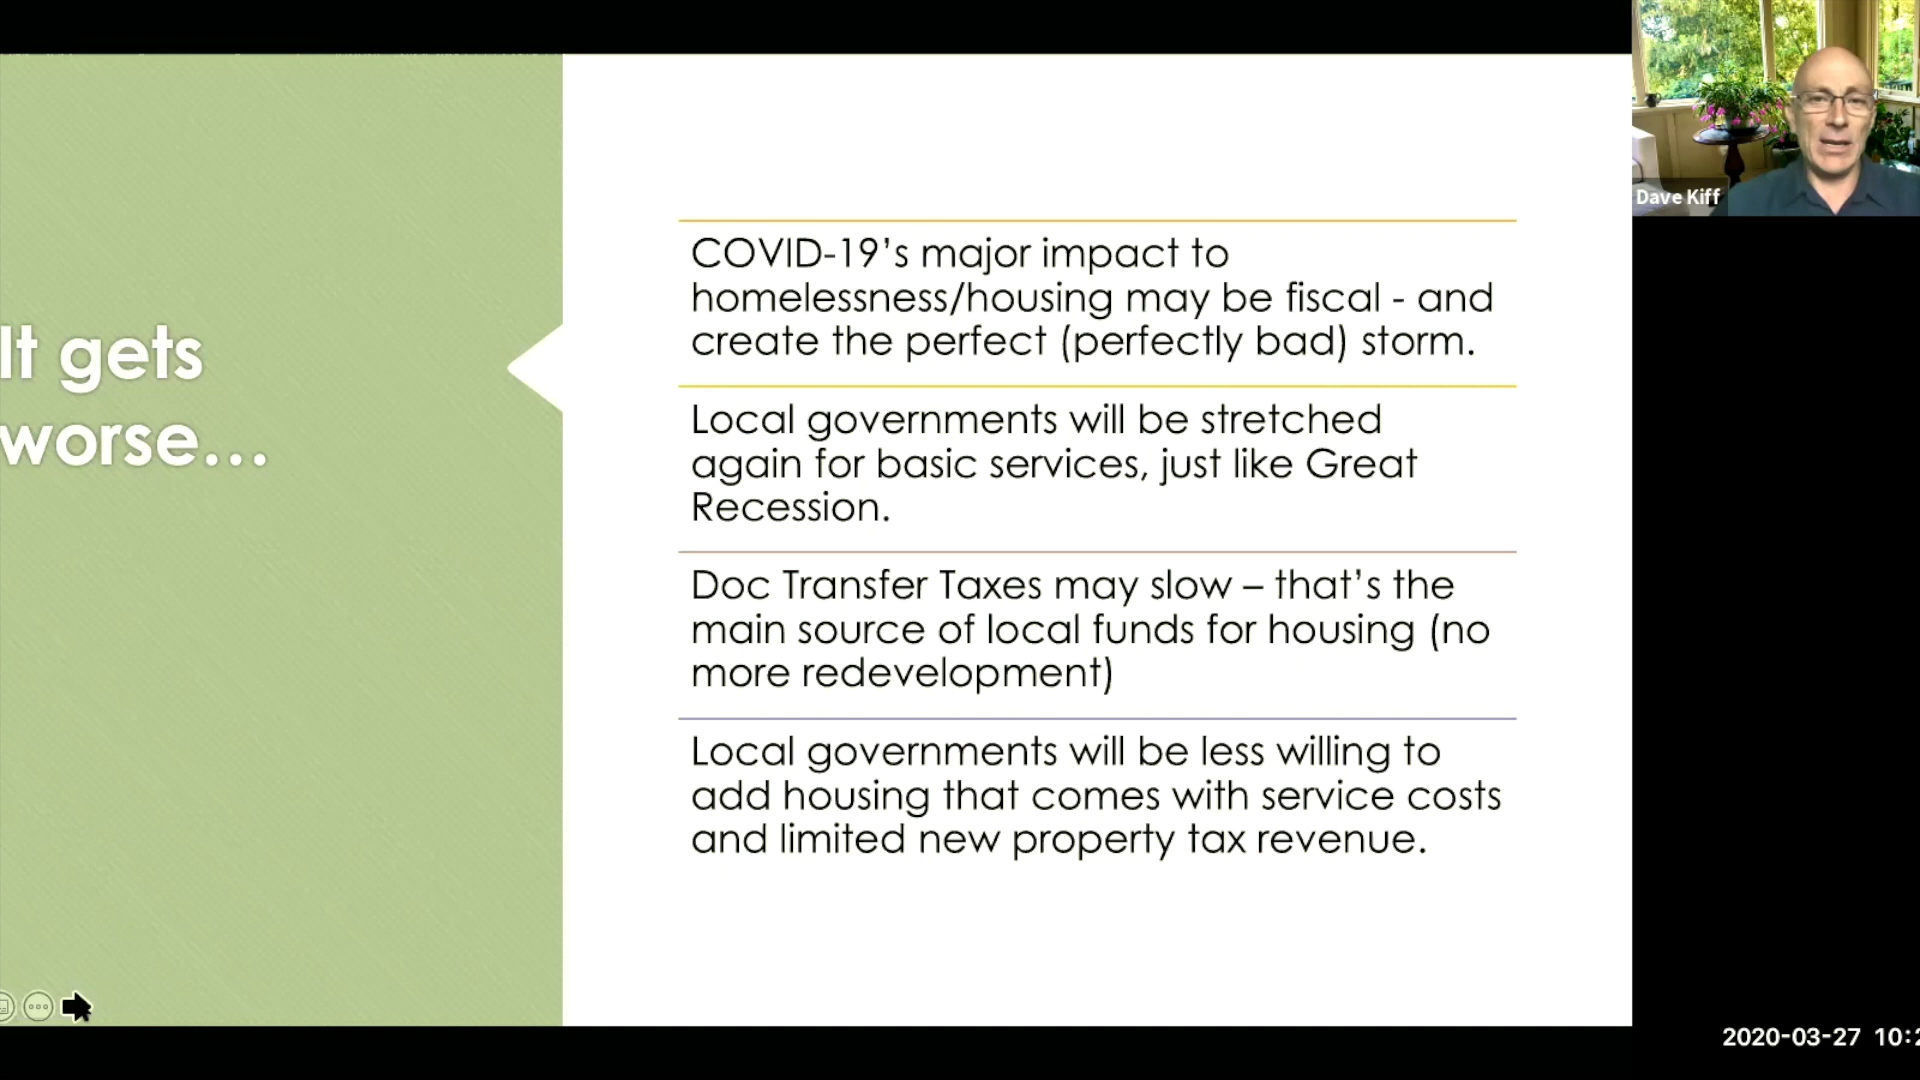 It gets
worse...
COVID-19's major impact to
homelessness/housing may be fiscal - and
create the perfect (perfectly bad) storm.
Local governments will be stretched
again for basic services, just like Great
Recession.
Doc Transfer Taxes may slow – that's the
main source of local funds for housing (no
more redevelopment)
Local governments will be less willing to
add housing that comes with service costs
and limited new property tax revenue.
Dave Kiff
2020-03-27 10:2